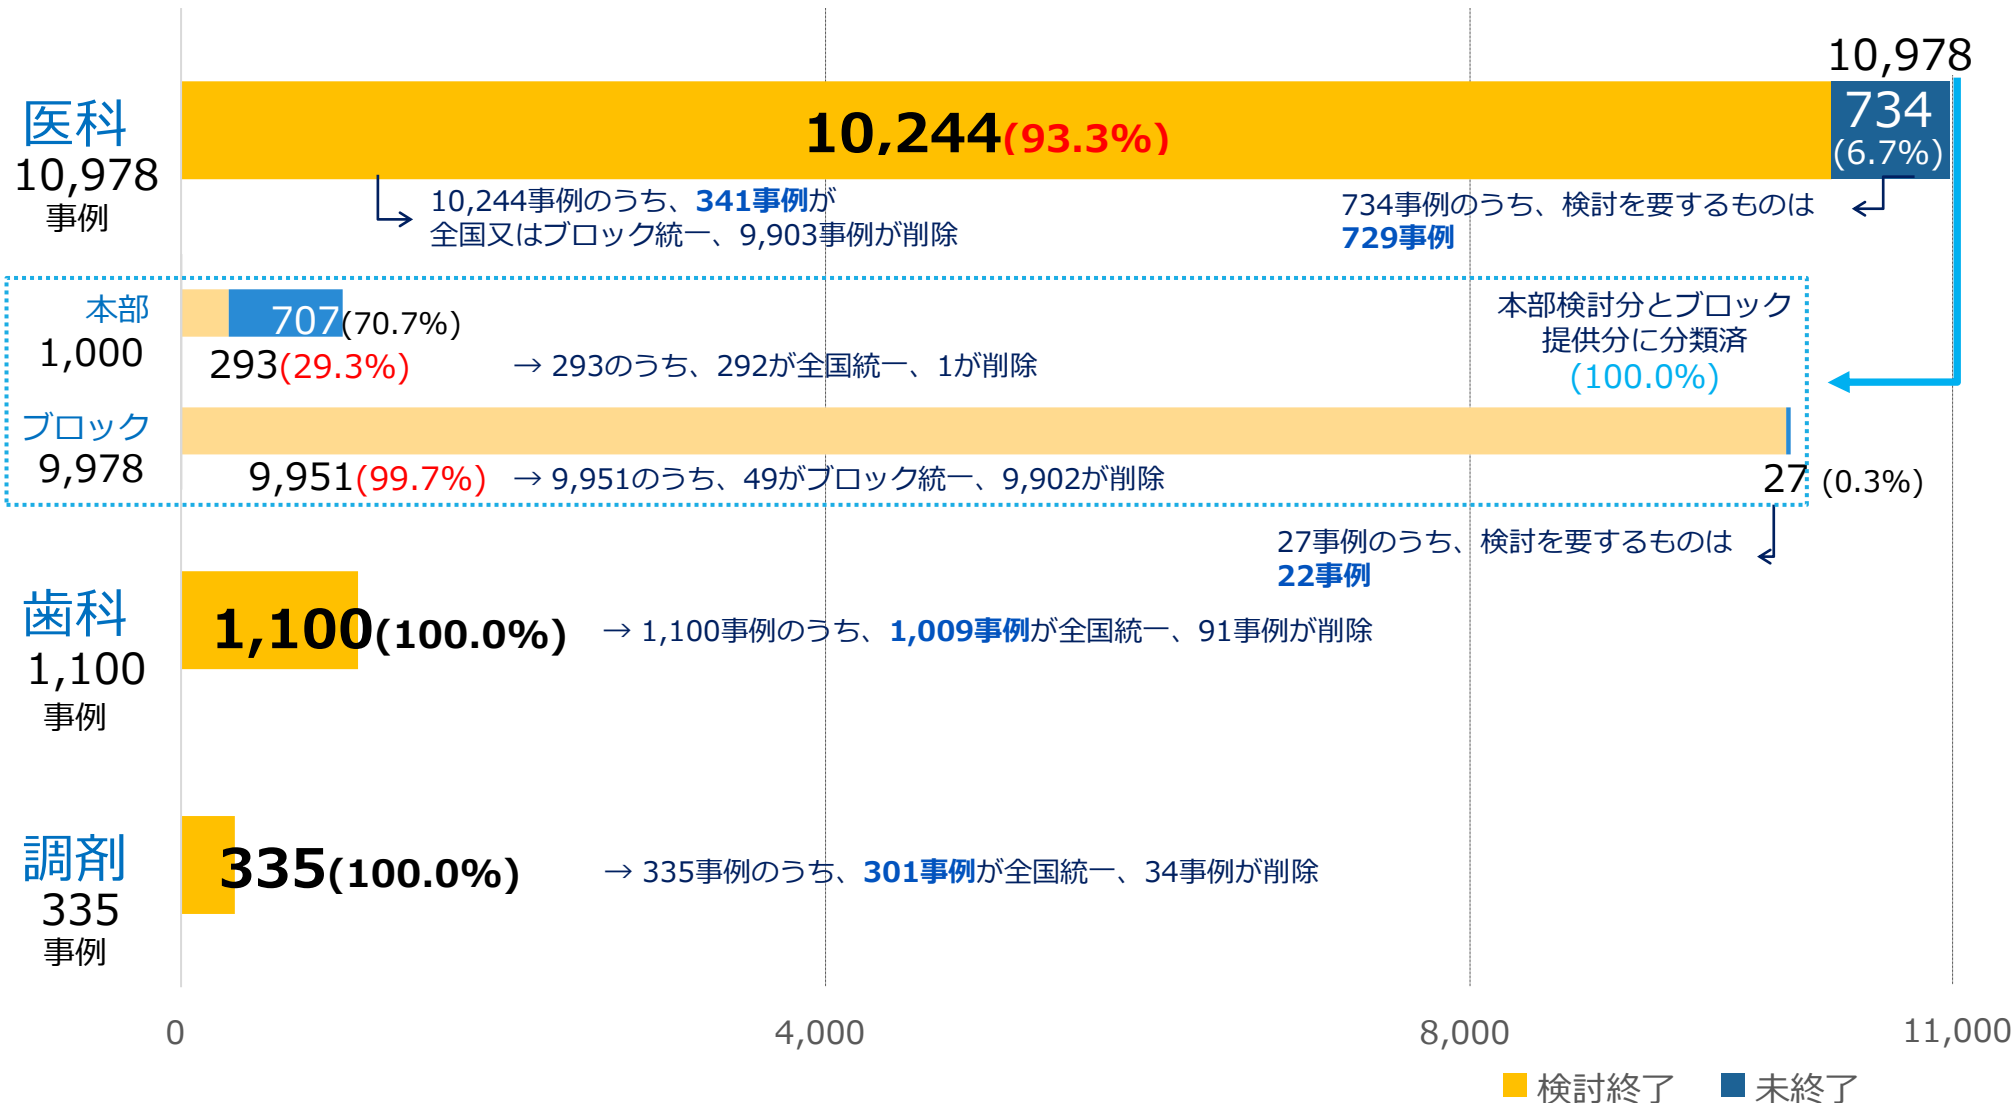 10,978
医科
10,978
事例
10,244(93.3%)
734
(6.7%)
10,244事例のうち、341事例が
全国又はブロック統一、9,903事例が削除
734事例のうち、検討を要するものは
729事例
本部
1,000
707(70.7%)
293(29.3%)
→ 293のうち、292が全国統一、1が削除
本部検討分とブロック
提供分に分類済
(100.0%)
ブロック
9,978
9,951(99.7%)
→ 9,951のうち、49がブロック統一、9,902が削除
27 (0.3%)
27事例のうち、検討を要するものは
22事例
歯科
1,100
事例
1,100(100.0%)
→ 1,100事例のうち、1,009事例が全国統一、91事例が削除
調剤
335
事例
335(100.0%)
→ 335事例のうち、301事例が全国統一、34事例が削除
0
4,000
8,000
11,000
検討終了
未終了